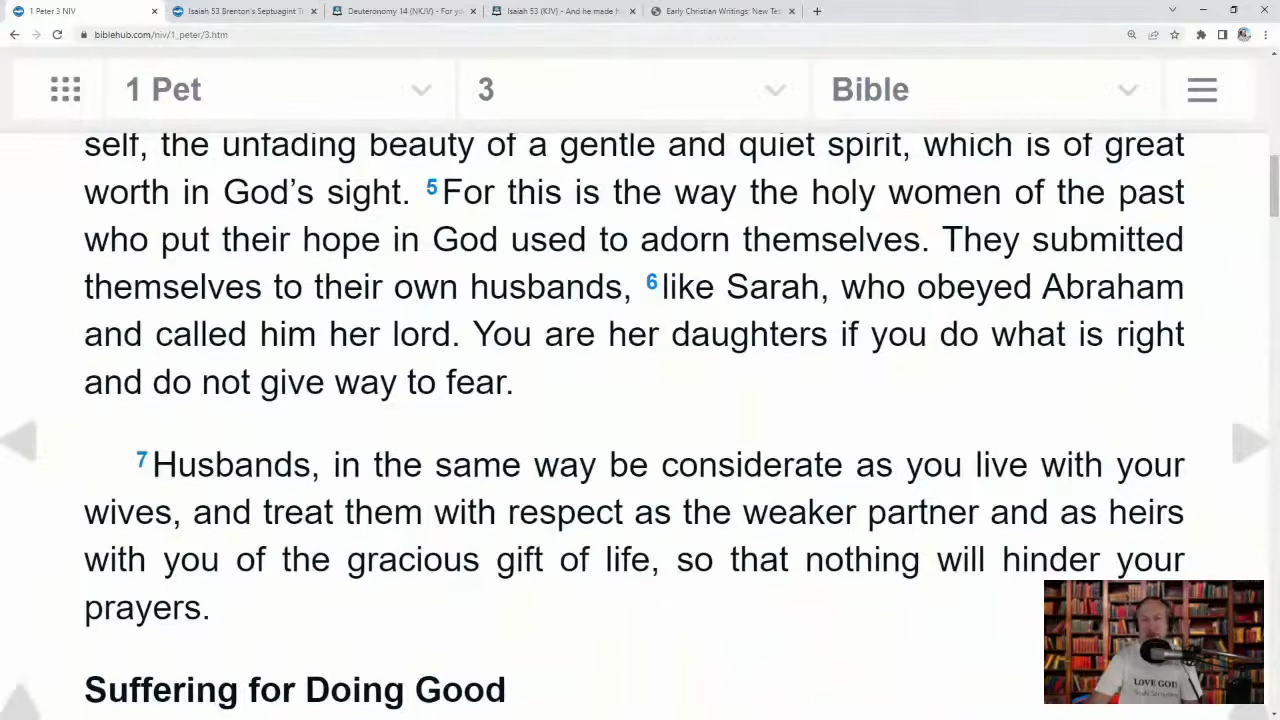 1 Peter 3 NIV
Isaiah 53 Brenton's Septuagint T
Deuteronomy 14 (NKJV) - For yo
Isaiah 53 (KJV) - And he made h
Early Christian Writings: New Te
biblehub.com/niv/1_peter/3.htm
1 Pet
3
Bible
self, the unfading beauty of a gentle and quiet spirit, which is of great
worth in God’s sight. 5 For this is the way the holy women of the past
who put their hope in God used to adorn themselves. They submitted
themselves to their own husbands, 6 like Sarah, who obeyed Abraham
and called him her lord. You are her daughters if you do what is right
and do not give way to fear.
7 Husbands, in the same way be considerate as you live with your
wives, and treat them with respect as the weaker partner and as heirs
with you of the gracious gift of life, so that nothing will hinder your
prayers.
Suffering for Doing Good
LOVE GOD